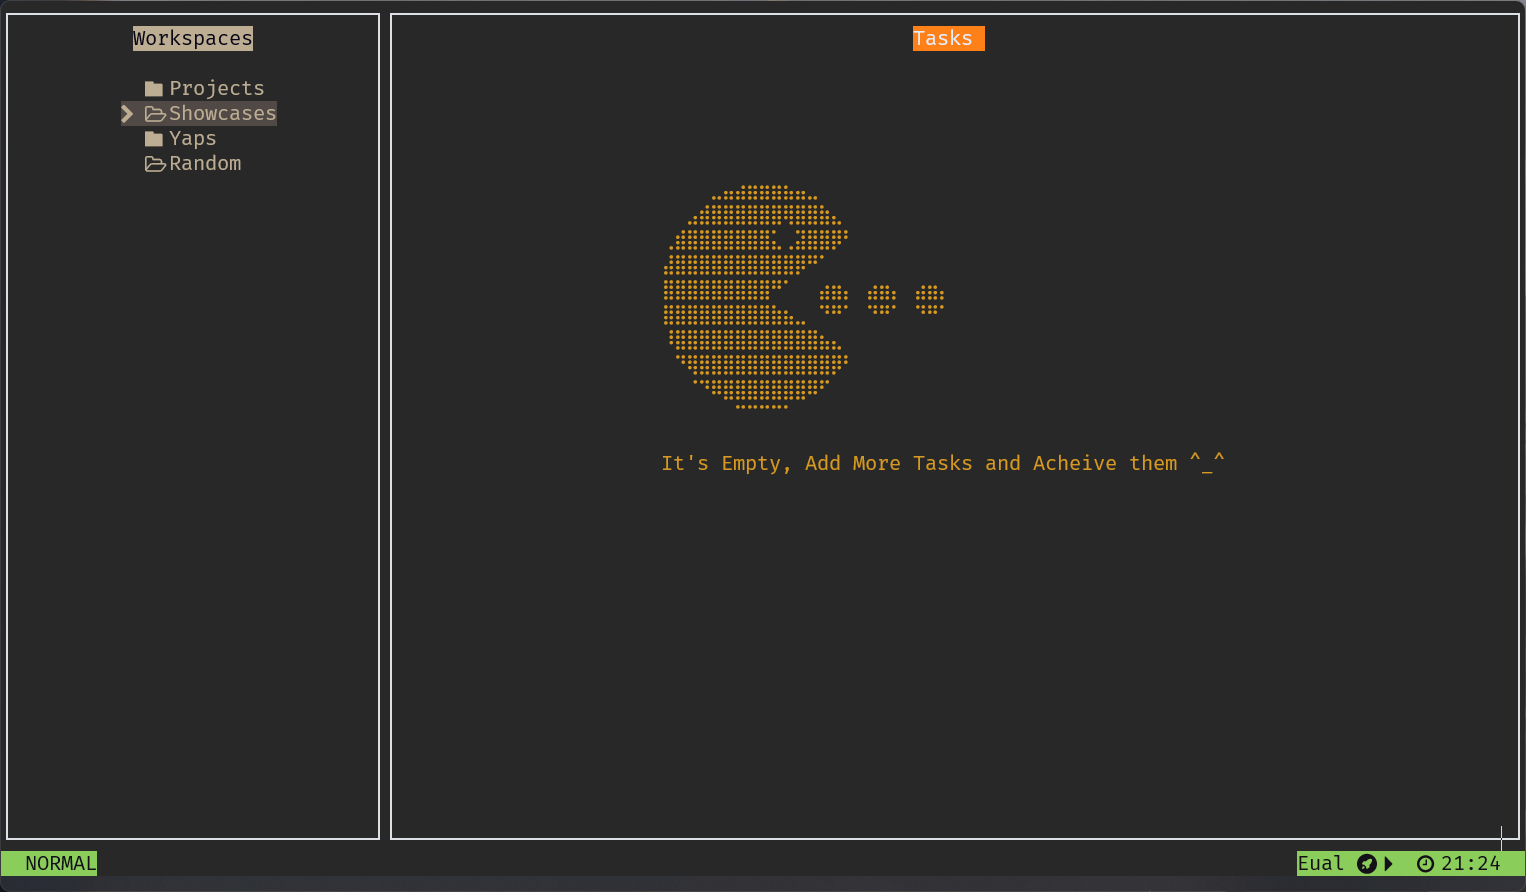 Workspaces
Projects
Showcases
Yaps
Random
Tasks
It's Empty, Add More Tasks and Acheive them ^_^
NORMAL
Eual
21:24